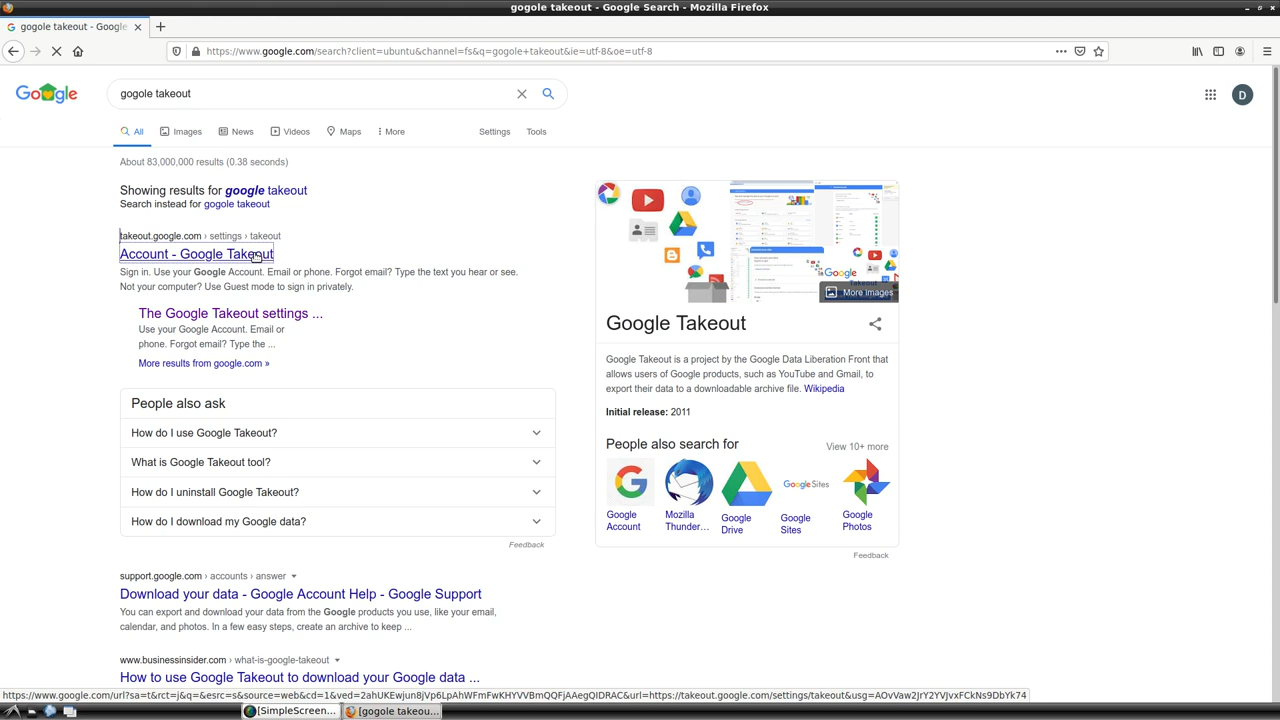 gogole takeout - Google Search - Mozilla Firefox
gogole takeout - Google
https://www.google.com/search?client=ubuntu&channel=fs&q=gogole+takeout&ie=utf-8&oe=utf-8
Google
gogole takeout
D
All
Images
News
Videos
Maps
More
Settings
Tools
About 83,000,000 results (0.38 seconds)
Showing results for google takeout
Search instead for gogole takeout
takeout.google.com › settings › takeout
Account - Google Takeout
Sign in. Use your Google Account. Email or phone. Forgot email? Type the text you hear or see.
Not your computer? Use Guest mode to sign in privately.
The Google Takeout settings ...
Use your Google Account. Email or
phone. Forgot email? Type the ...
More results from google.com »
People also ask
How do I use Google Takeout?
What is Google Takeout tool?
How do I uninstall Google Takeout?
How do I download my Google data?
Feedback
support.google.com › accounts › answer
Download your data - Google Account Help - Google Support
You can export and download your data from the Google products you use, like your email,
calendar, and photos. In a few easy steps, create an archive to keep ...
www.businessinsider.com › what-is-google-takeout
How to use Google Takeout to download your Google data ...
More images
Google Takeout
Google Takeout is a project by the Google Data Liberation Front that
allows users of Google products, such as YouTube and Gmail, to
export their data to a downloadable archive file. Wikipedia
Initial release: 2011
People also search for
View 10+ more
Google Sites
Google
Account
Mozilla
Thunder...
Google
Drive
Google
Sites
Google
Photos
Feedback
https://www.google.com/url?sa=t&rct=j&q=&esrc=s&source=web&cd=1&ved=2ahUKEwjun8jVp6LpAhWFmFwKHYVVBmQQFjAAegQIDRAC&url=https://takeout.google.com/settings/takeout&usg=AOvVaw2JrY2YVJvxFCkNs9DbYk74
[SimpleScreen...
[gogole takeou...